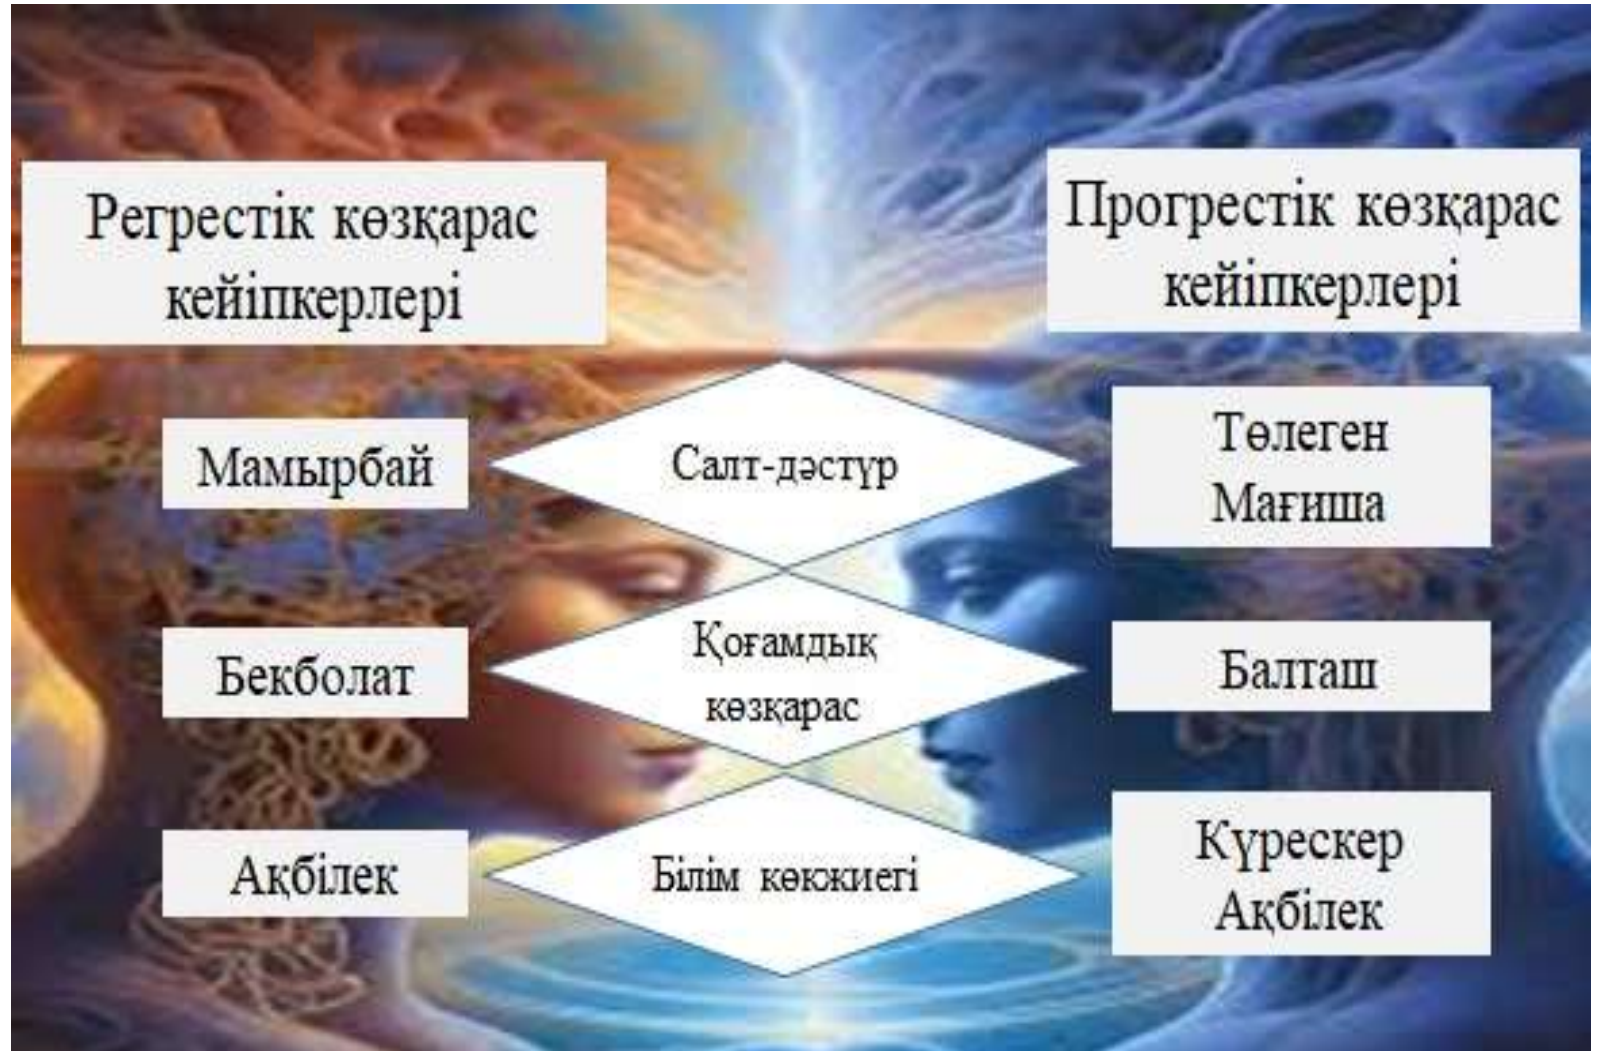 Регрестік көзқарас
кейіпкерлері
Прогрестік көзқарас
кейіпкерлері
Мамырбай
Салт-дәстүр
Төлеген
Мағиша
Бекболат
Қоғамдық
көзқарас
Балташ
Ақбілек
Білім көкжиегі
Күрескер
Ақбілек